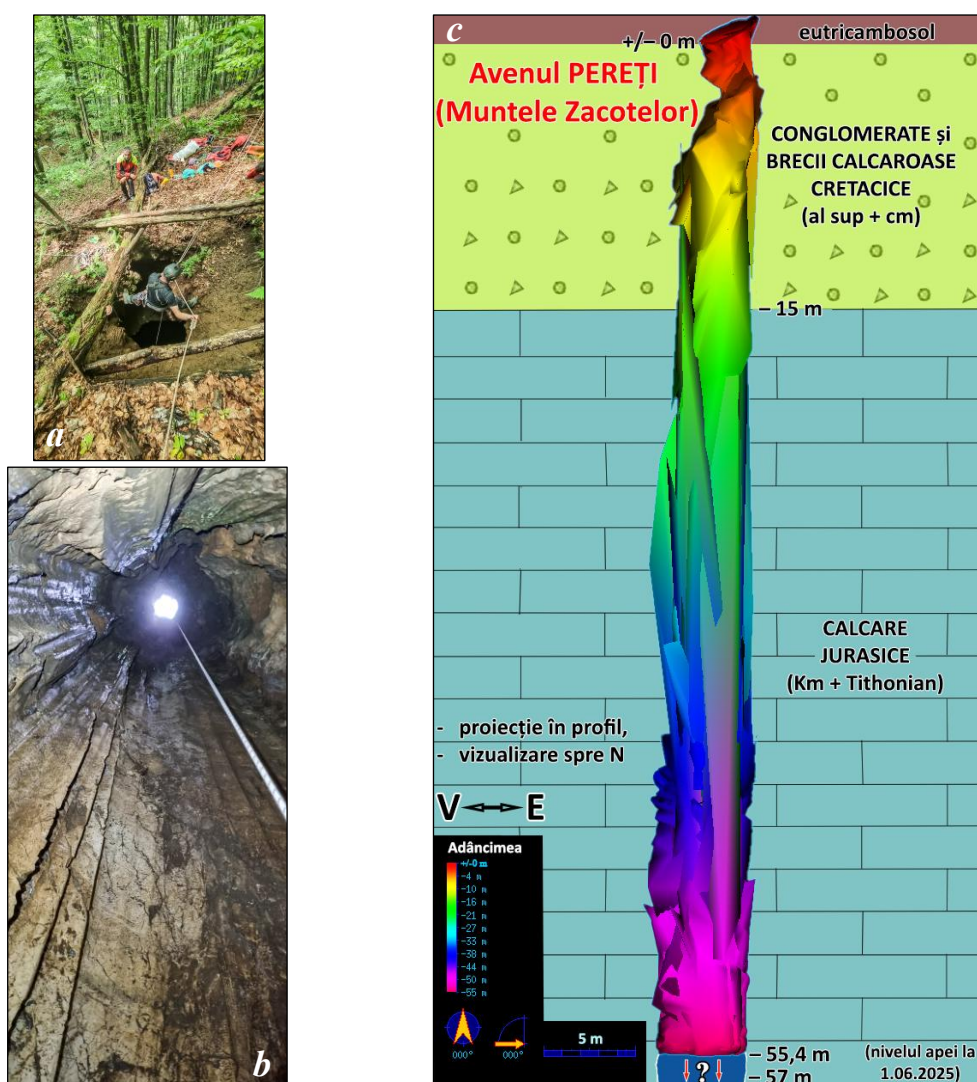 a
b
c
+/– 0 m
eutricambosol
Avenul PEREȚI
(Muntele Zacotelor)
CONGLOMERATE și
BRECII CALCAROASE
CRETACICE
(al sup + cm)
– 15 m
CALCARE
JURASICE
(Km + Tithonian)
- proiecție în profil,
- vizualizare spre N
V E
Adâncimea
+/-0 m
-4 m
-10 m
-16 m
-21 m
-27 m
-33 m
-38 m
-44 m
-50 m
-55 m
000°
000°
5 m
– 55,4 m
(nivelul apei la
1.06.2025)
?
– 57 m